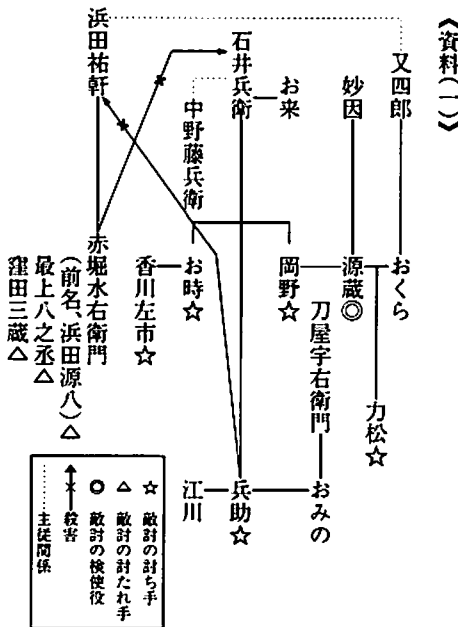 《資料(一)》
又四郎
おくら
力松☆
妙因
源蔵◎
刀屋宇右衛門
おみの
お来
岡野☆
石井兵衛
兵助☆
中野藤兵衛
お時☆
江川
香川左市☆
浜田祐軒
赤堀水右衛門
(前名、浜田源八)△
最上八之丞△
窪田三蔵△
☆ 敵討の討ち手
△ 敵討の討たれ手
◎ 敵討の検使役
殺害
主従関係